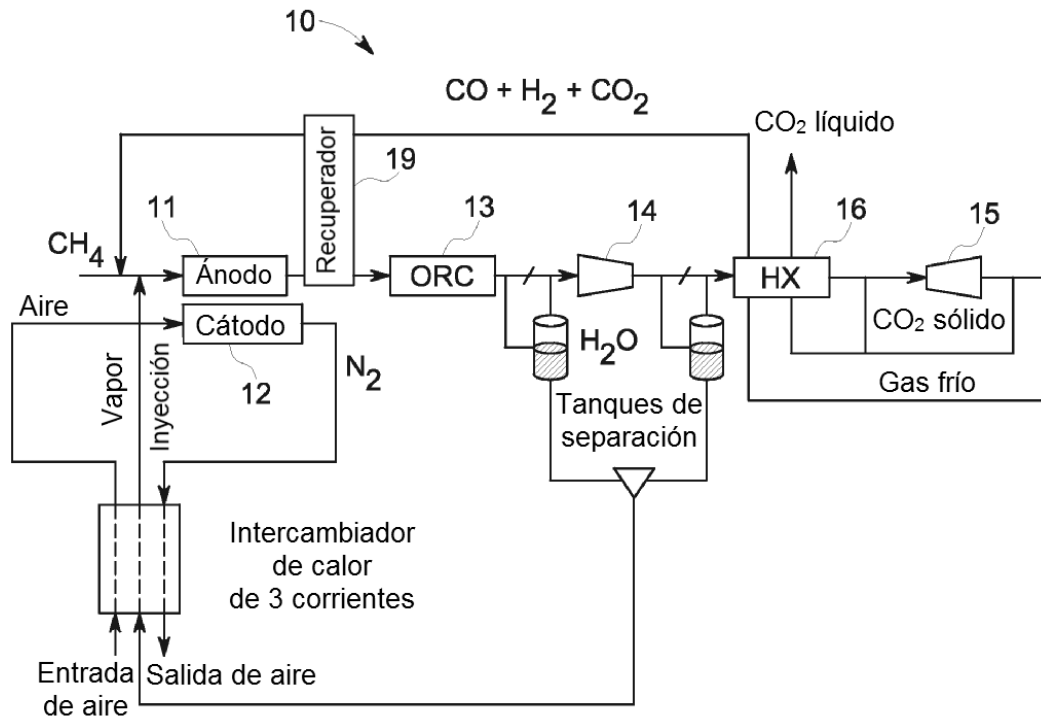 10
CO + H2 + CO2
CO2 líquido
Recuperador
19
11
13
14
16
15
CH4
Ánodo
ORC
HX
Aire
Cátodo
CO2 sólido
12
N2
H2O
Gas frío
Vapor
Inyección
Tanques de
separación
Intercambiador
de calor
de 3 corrientes
Entrada
de aire
Salida de aire